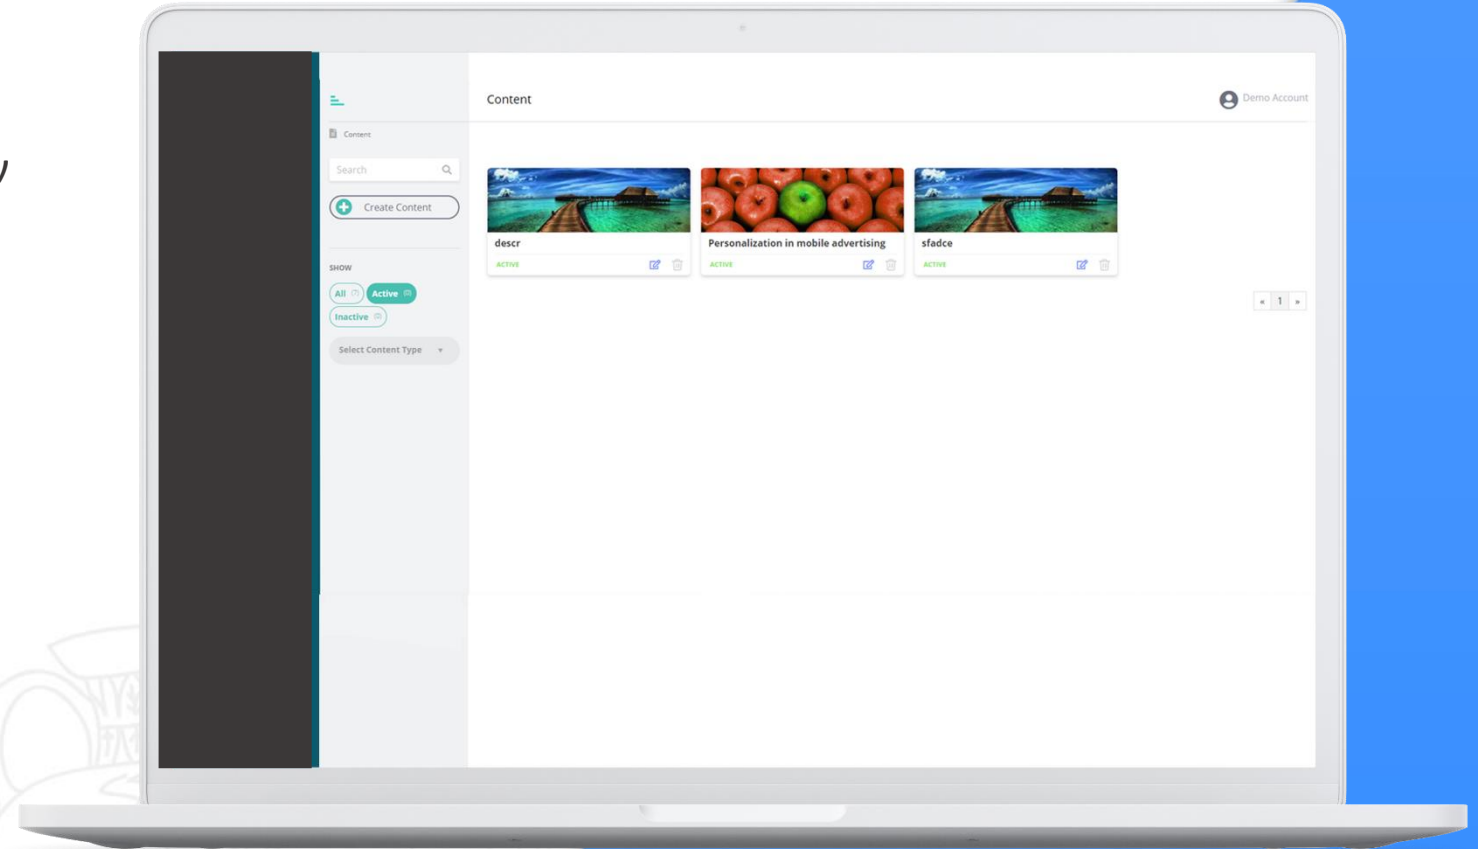 Content
Demo Account
Content
Search
Create Content
descr
Personalization in mobile advertising
sfadce
ACTIVE
ACTIVE
ACTIVE
SHOW
All
Active
Inactive
« 1 »
Select Content Type